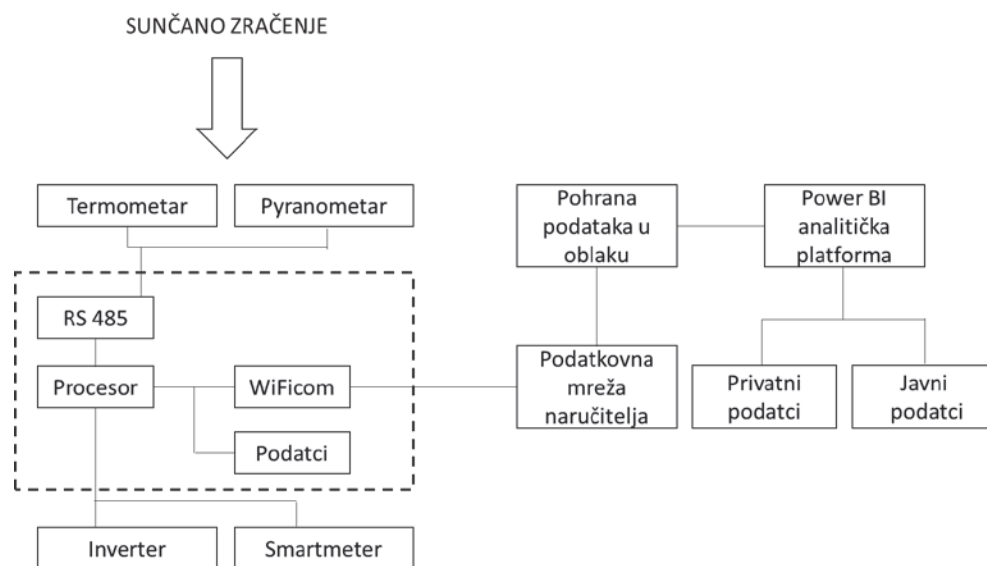 SUNČANO ZRAČENJE
Termometar
Pyranometar
RS 485
Procesor
WiFicom
Podatci
Inverter
Smartmeter
Pohrana
podataka u
oblaku
Power BI
analitička
platforma
Podatkovna
mreža
naručitelja
Privatni
podatci
Javni
podatci